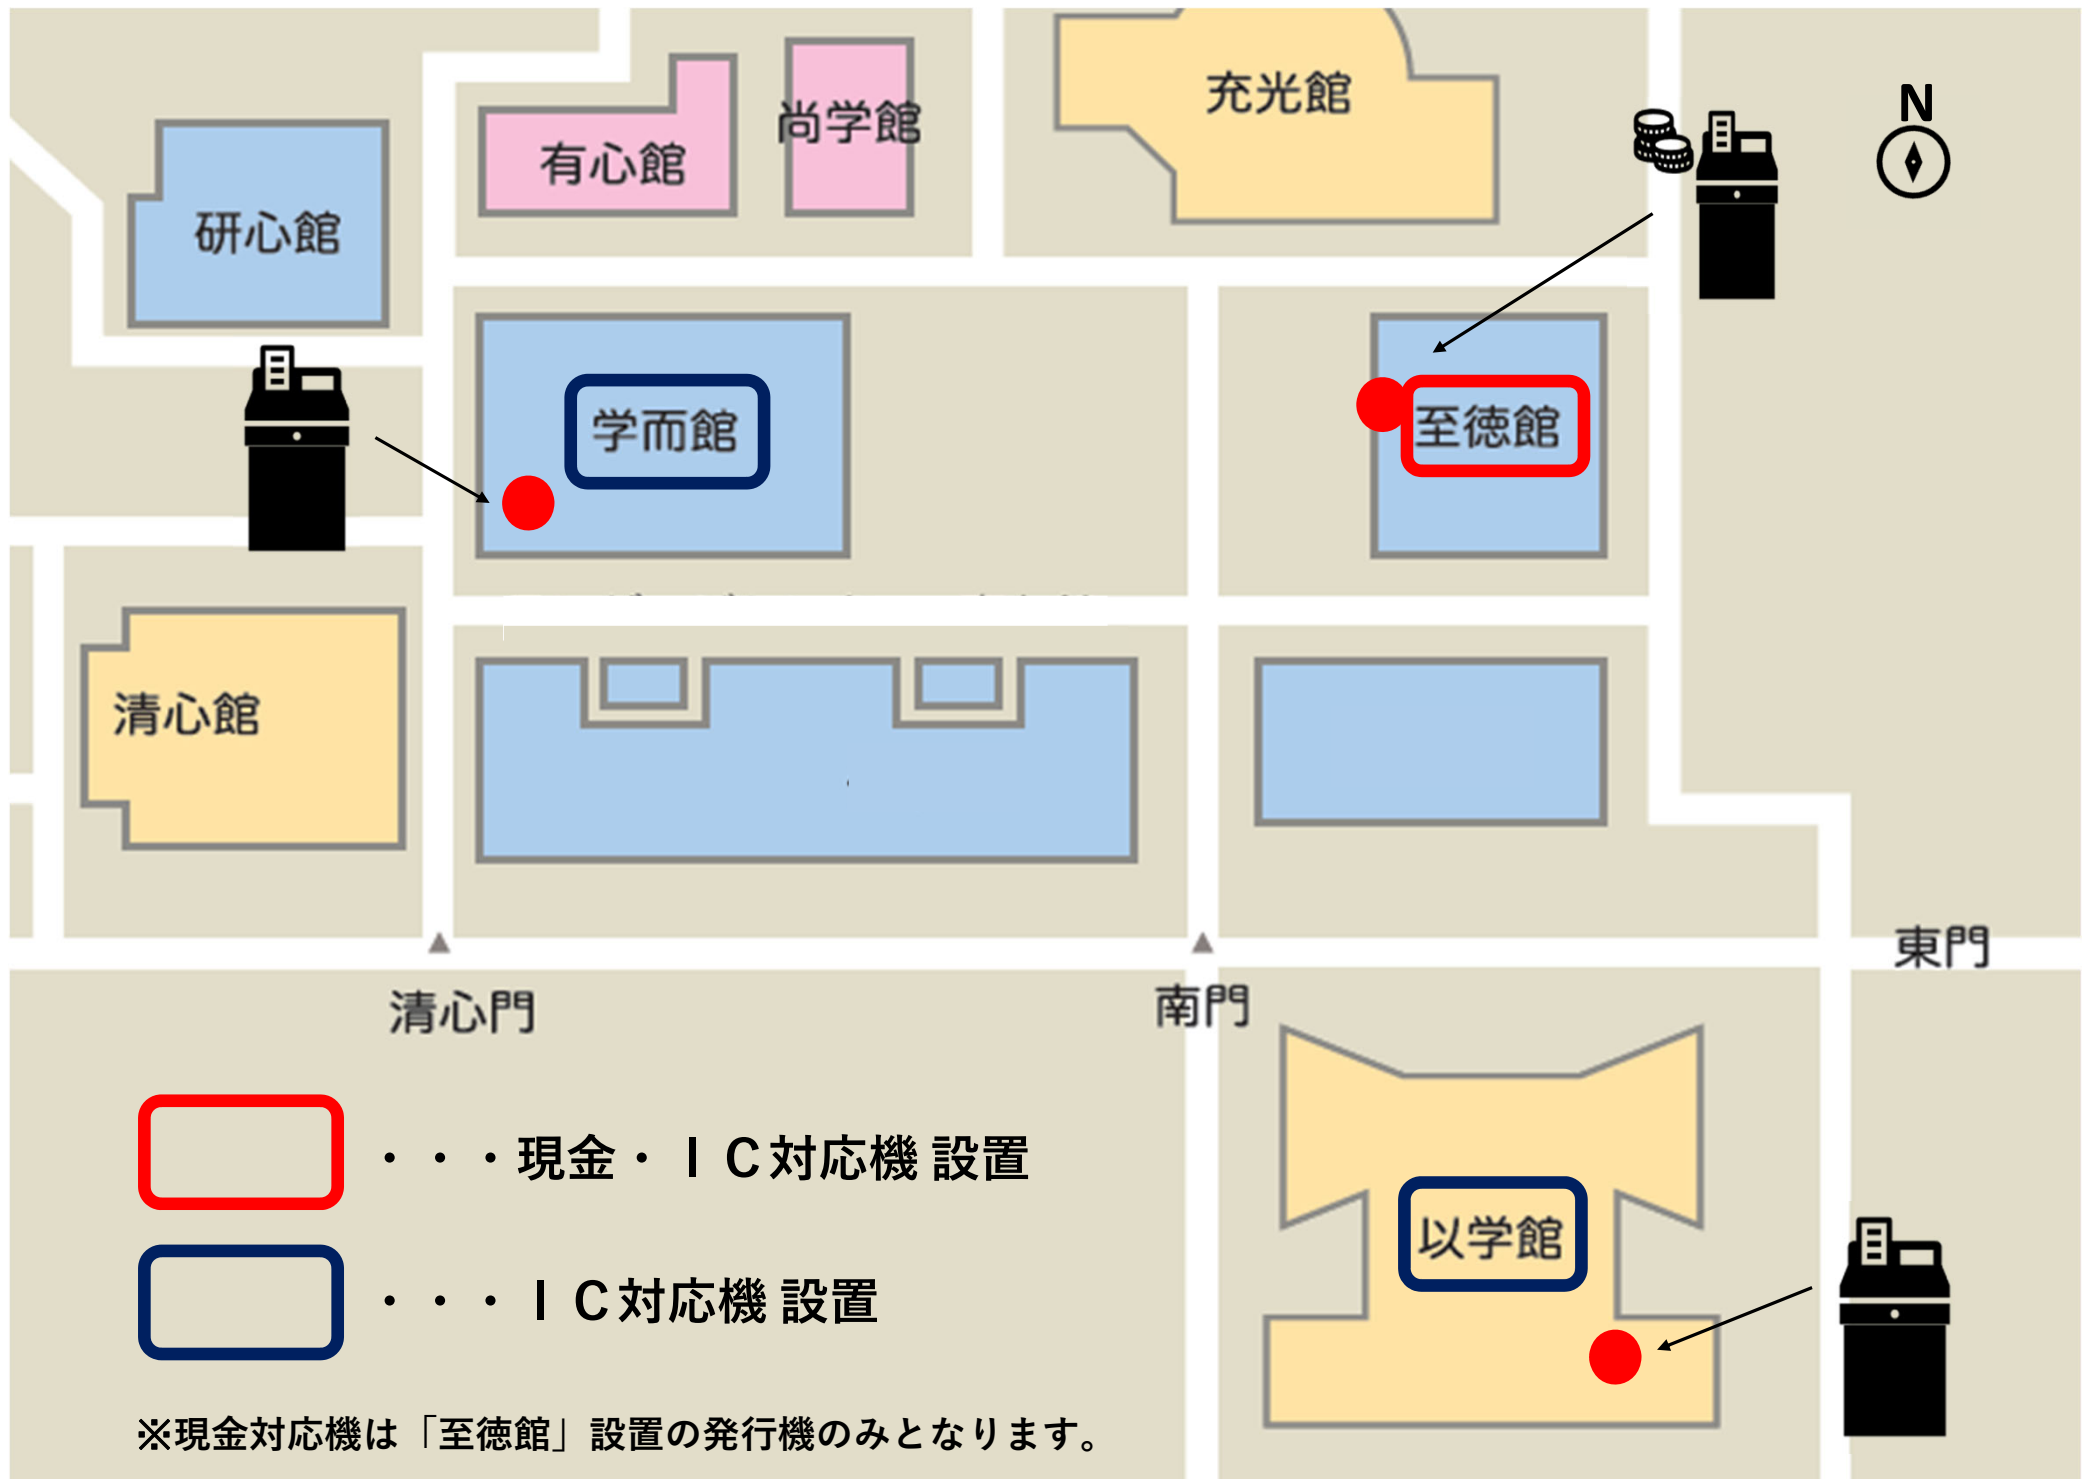 N
充光館
尚学館
有心館
研心館
学而館
至徳館
清心館
東門
清心門
南門
・・・現金・ＩＣ対応機 設置
以学館
・・・ＩＣ対応機 設置
※現金対応機は「至徳館」設置の発行機のみとなります。